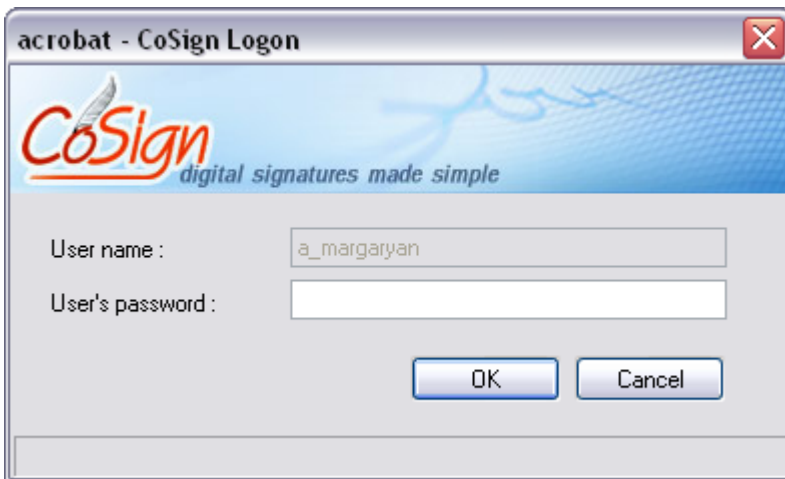 acrobat - CoSign Logon
CoSign
digital signatures made simple
User name : a_margaryan
User's password :
OK Cancel